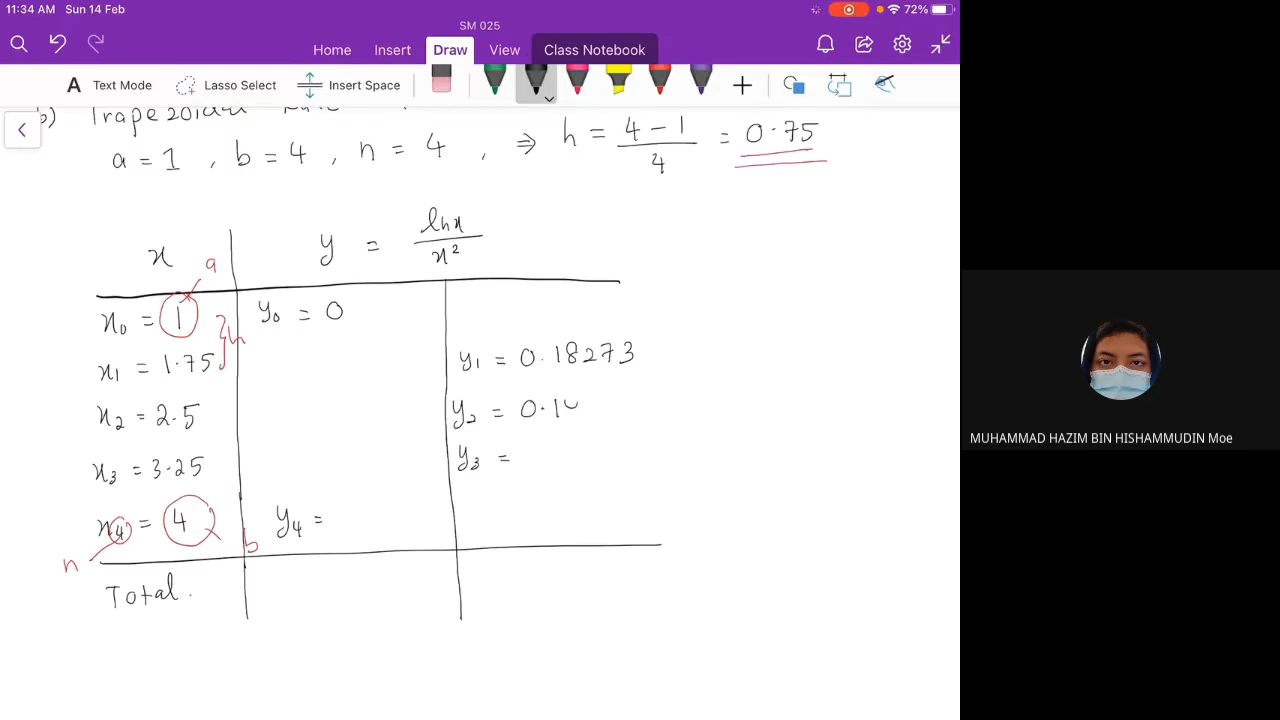 11:34 AM Sun 14 Feb
72%
SM 025
Home Insert Draw View Class Notebook
Text Mode Lasso Select Insert Space
b) Trapezoidal Rule
a = 1 , b = 4 , n = 4 , ⇒ h = (4 − 1)/4 = 0.75
x y = ln x / x²
a
x₀ = 1 y₀ = 0
h
x₁ = 1.75 y₁ = 0.18273
x₂ = 2.5 y₂ = 0.1
x₃ = 3.25 y₃ =
x₄ = 4 y₄ =
b
n
Total
MUHAMMAD HAZIM BIN HISHAMMUDIN Moe